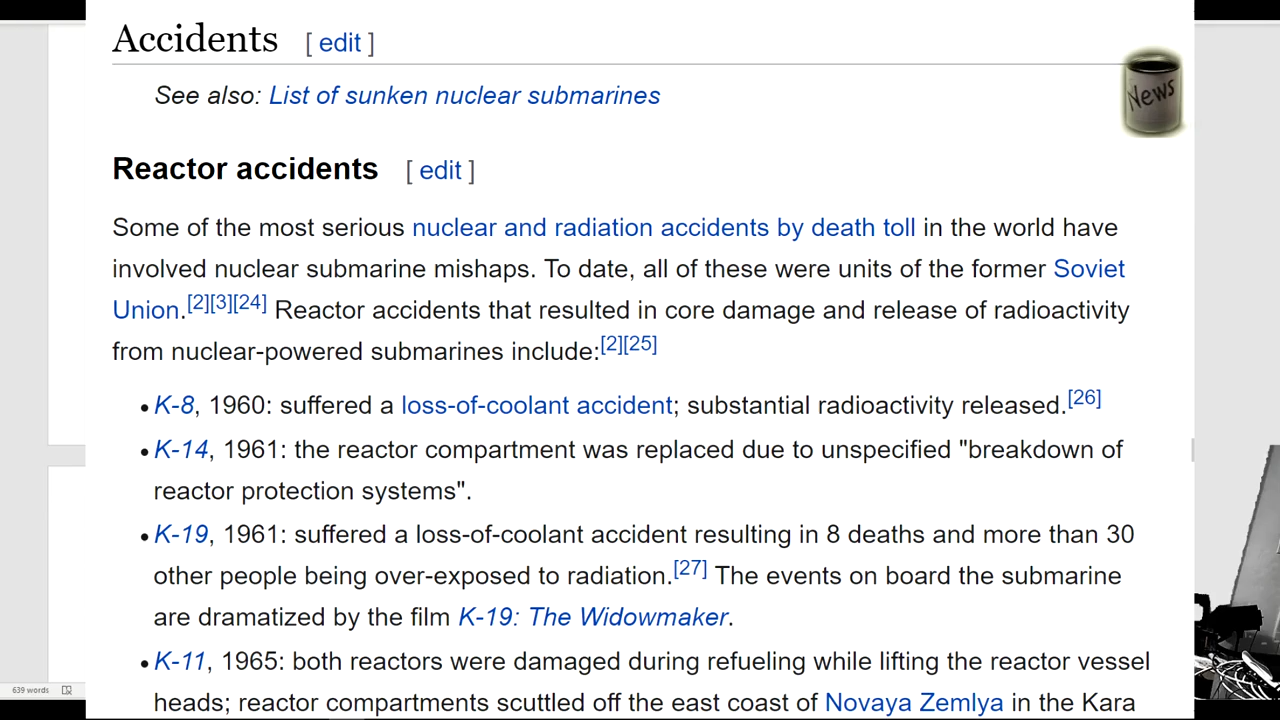 Accidents [ edit ]
See also: List of sunken nuclear submarines
News
Reactor accidents [ edit ]
Some of the most serious nuclear and radiation accidents by death toll in the world have
involved nuclear submarine mishaps. To date, all of these were units of the former Soviet
Union.[2][3][24] Reactor accidents that resulted in core damage and release of radioactivity
from nuclear-powered submarines include:[2][25]
• K-8, 1960: suffered a loss-of-coolant accident; substantial radioactivity released.[26]
• K-14, 1961: the reactor compartment was replaced due to unspecified "breakdown of
reactor protection systems".
• K-19, 1961: suffered a loss-of-coolant accident resulting in 8 deaths and more than 30
other people being over-exposed to radiation.[27] The events on board the submarine
are dramatized by the film K-19: The Widowmaker.
• K-11, 1965: both reactors were damaged during refueling while lifting the reactor vessel
heads; reactor compartments scuttled off the east coast of Novaya Zemlya in the Kara
639 words